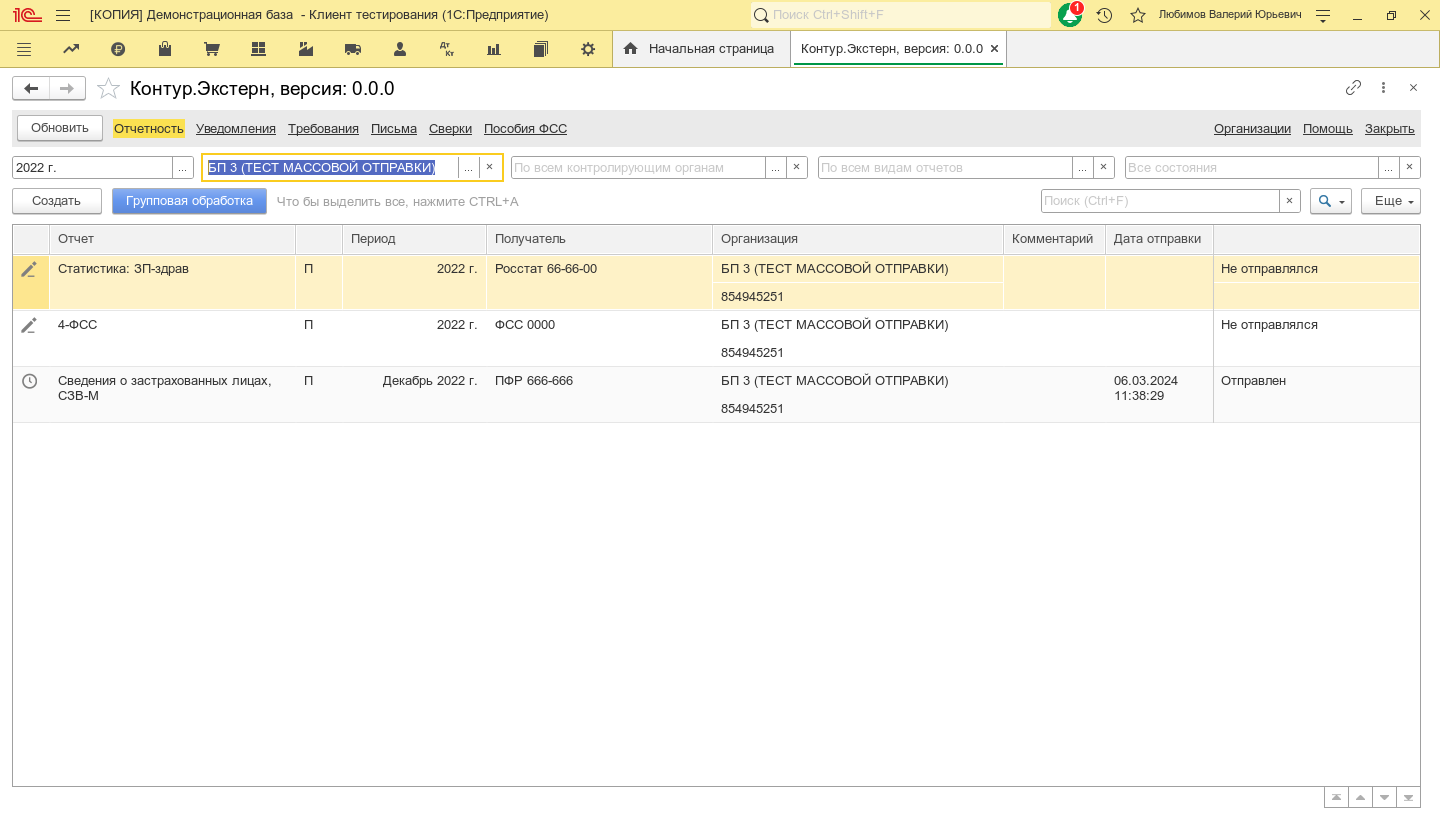 [КОПИЯ] Демонстрационная база - Клиент тестирования (1С:Предприятие)
Поиск Ctrl+Shift+F
1
Любимов Валерий Юрьевич
Дт Кт
Начальная страница
Контур.Экстерн, версия: 0.0.0 ×
Контур.Экстерн, версия: 0.0.0
Обновить Отчетность Уведомления Требования Письма Сверки Пособия ФСС Организации Помощь Закрыть
2022 г. ... БП 3 (ТЕСТ МАССОВОЙ ОТПРАВКИ) ... × По всем контролирующим органам ... × По всем видам отчетов ... × Все состояния ... ×
Создать Групповая обработка Что бы выделить все, нажмите CTRL+A Поиск (Ctrl+F) × Еще
Отчет Период Получатель Организация Комментарий Дата отправки
Статистика: ЗП-здрав П 2022 г. Росстат 66-66-00 БП 3 (ТЕСТ МАССОВОЙ ОТПРАВКИ) Не отправлялся
854945251
4-ФСС П 2022 г. ФСС 0000 БП 3 (ТЕСТ МАССОВОЙ ОТПРАВКИ) Не отправлялся
854945251
Сведения о застрахованных лицах, П Декабрь 2022 г. ПФР 666-666 БП 3 (ТЕСТ МАССОВОЙ ОТПРАВКИ) 06.03.2024 Отправлен
СЗВ-М 11:38:29
854945251